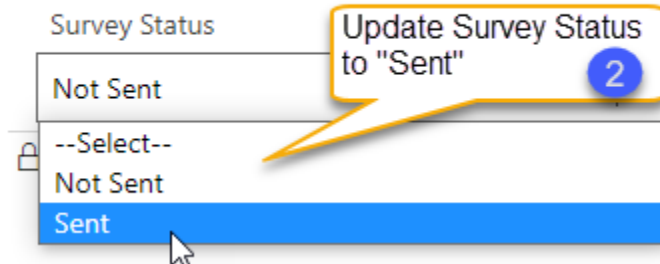 Survey Status
Update Survey Status
to "Sent"
2
Not Sent
--Select--
Not Sent
Sent